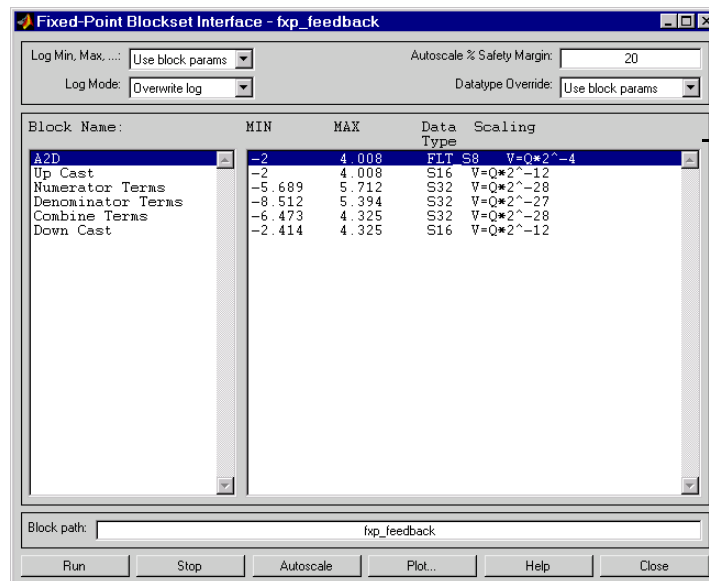 Fixed-Point Blockset Interface - fxp_feedback
Log Min, Max, ...: Use block params Autoscale % Safety Margin: 20
Log Mode: Overwrite log Datatype Override: Use block params
Block Name: MIN MAX Data Type Scaling
A2D -2 4.008 FLT_S8 V=Q*2^-4
Up Cast -2 4.008 S16 V=Q*2^-12
Numerator Terms -5.689 5.712 S32 V=Q*2^-28
Denominator Terms -8.512 5.394 S32 V=Q*2^-27
Combine Terms -6.473 4.325 S32 V=Q*2^-28
Down Cast -2.414 4.325 S16 V=Q*2^-12
Block path: fxp_feedback
Run Stop Autoscale Plot... Help Close